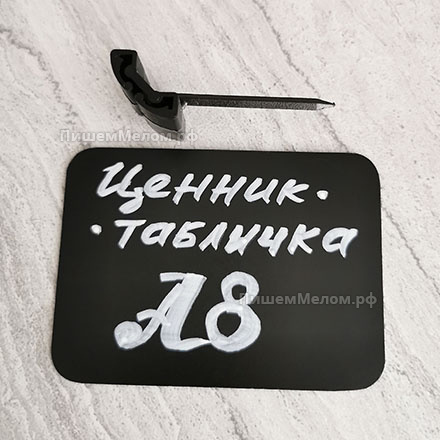 ПишемМелом.рф
Ценник.
.табличка
А8
ПишемМелом.рф